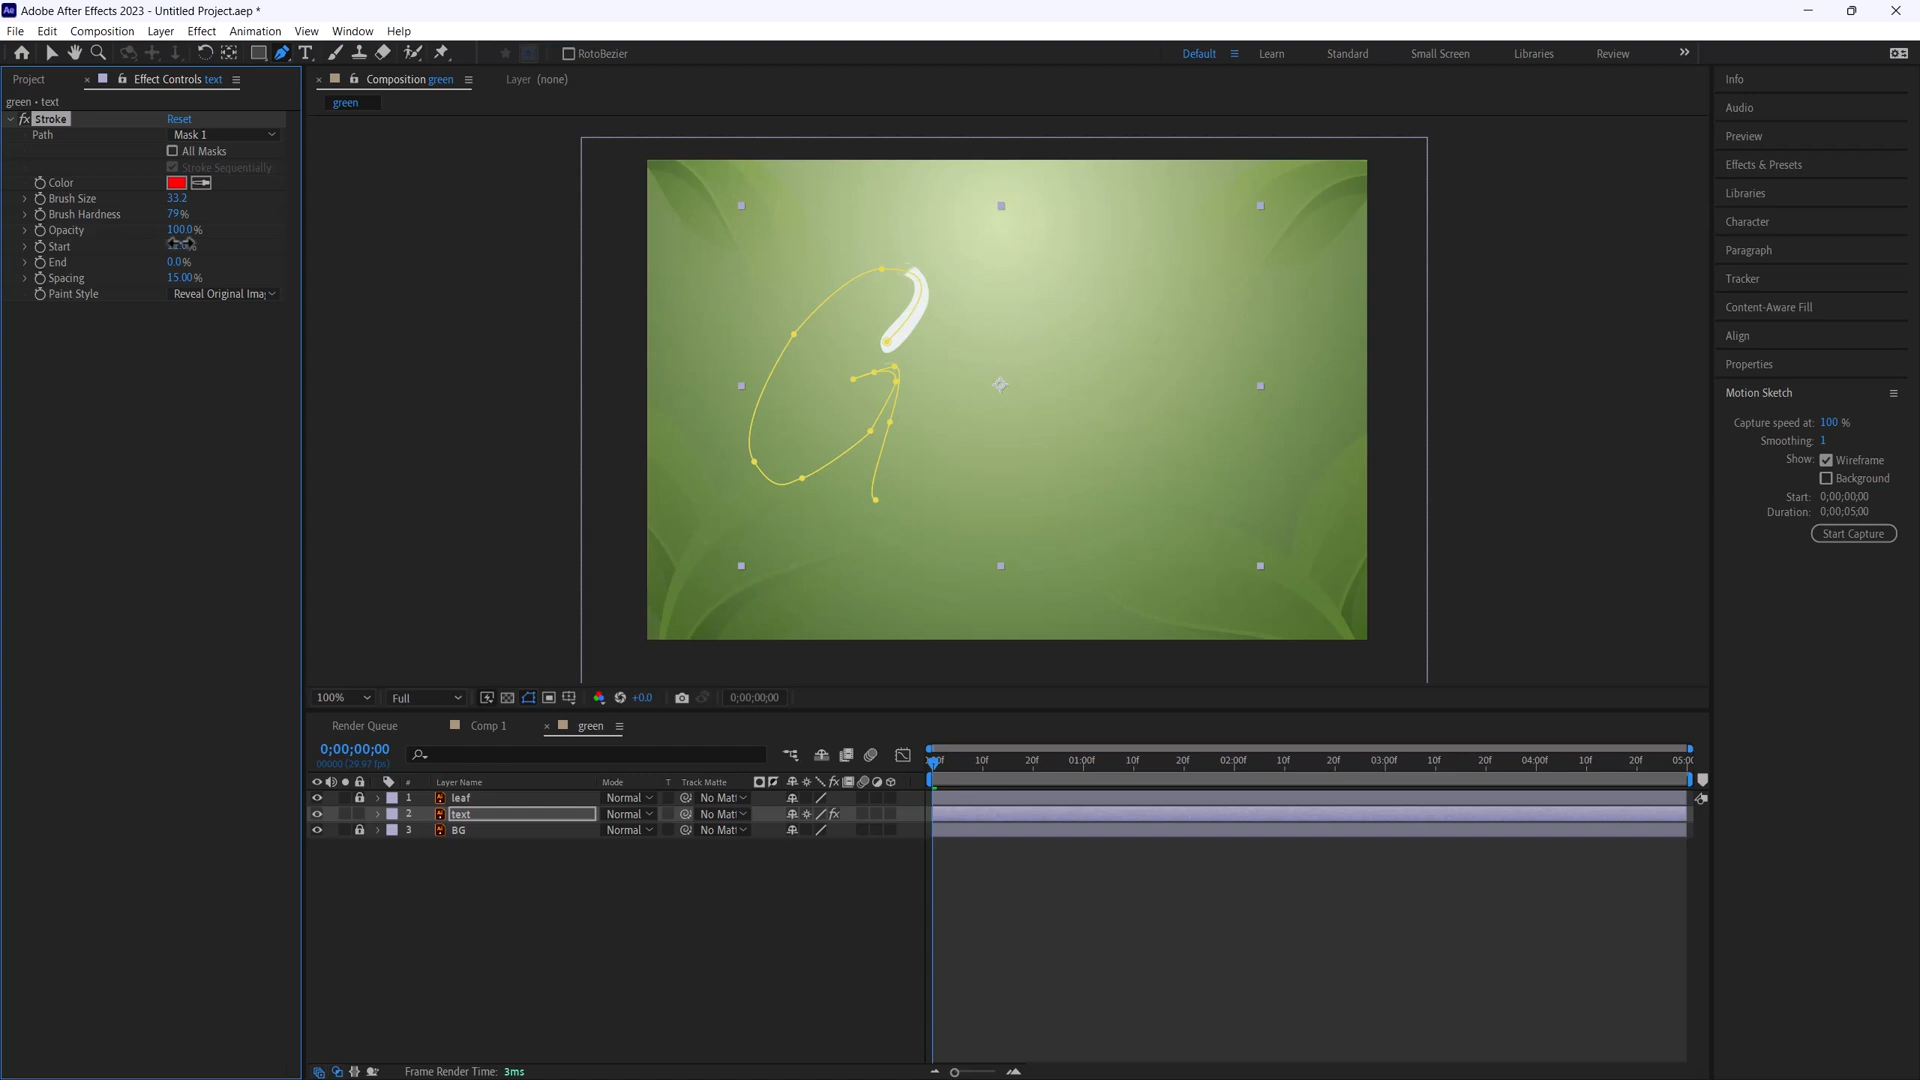 Adobe After Effects 2023 - Untitled Project.aep *
File Edit Composition Layer Effect Animation View Window Help
RotoBezier
Default Learn Standard Small Screen Libraries Review
Project Effect Controls text
green • text
fx Stroke Reset
Path Mask 1
All Masks
Stroke Sequentially
Color
Brush Size 33.2
Brush Hardness 79%
Opacity 100.0%
Start
End 0.0%
Spacing 15.00%
Paint Style Reveal Original Ima
Composition green Layer (none)
green
100% Full +0.0 0;00;00;00
Info
Audio
Preview
Effects & Presets
Libraries
Character
Paragraph
Tracker
Content-Aware Fill
Align
Properties
Motion Sketch
Capture speed at: 100 %
Smoothing: 1
Show: Wireframe
Background
Start: 0;00;00;00
Duration: 0;00;05;00
Start Capture
Render Queue Comp 1 green
0;00;00;00
00000 (29.97 fps)
10f 20f 01:00f 10f 20f 02:00f 10f 20f 03:00f 10f 20f 04:00f 10f 20f
# Layer Name Mode T Track Matte
1 leaf Normal No Matt
2 text Normal No Matt fx
3 BG Normal No Matt
Frame Render Time: 3ms